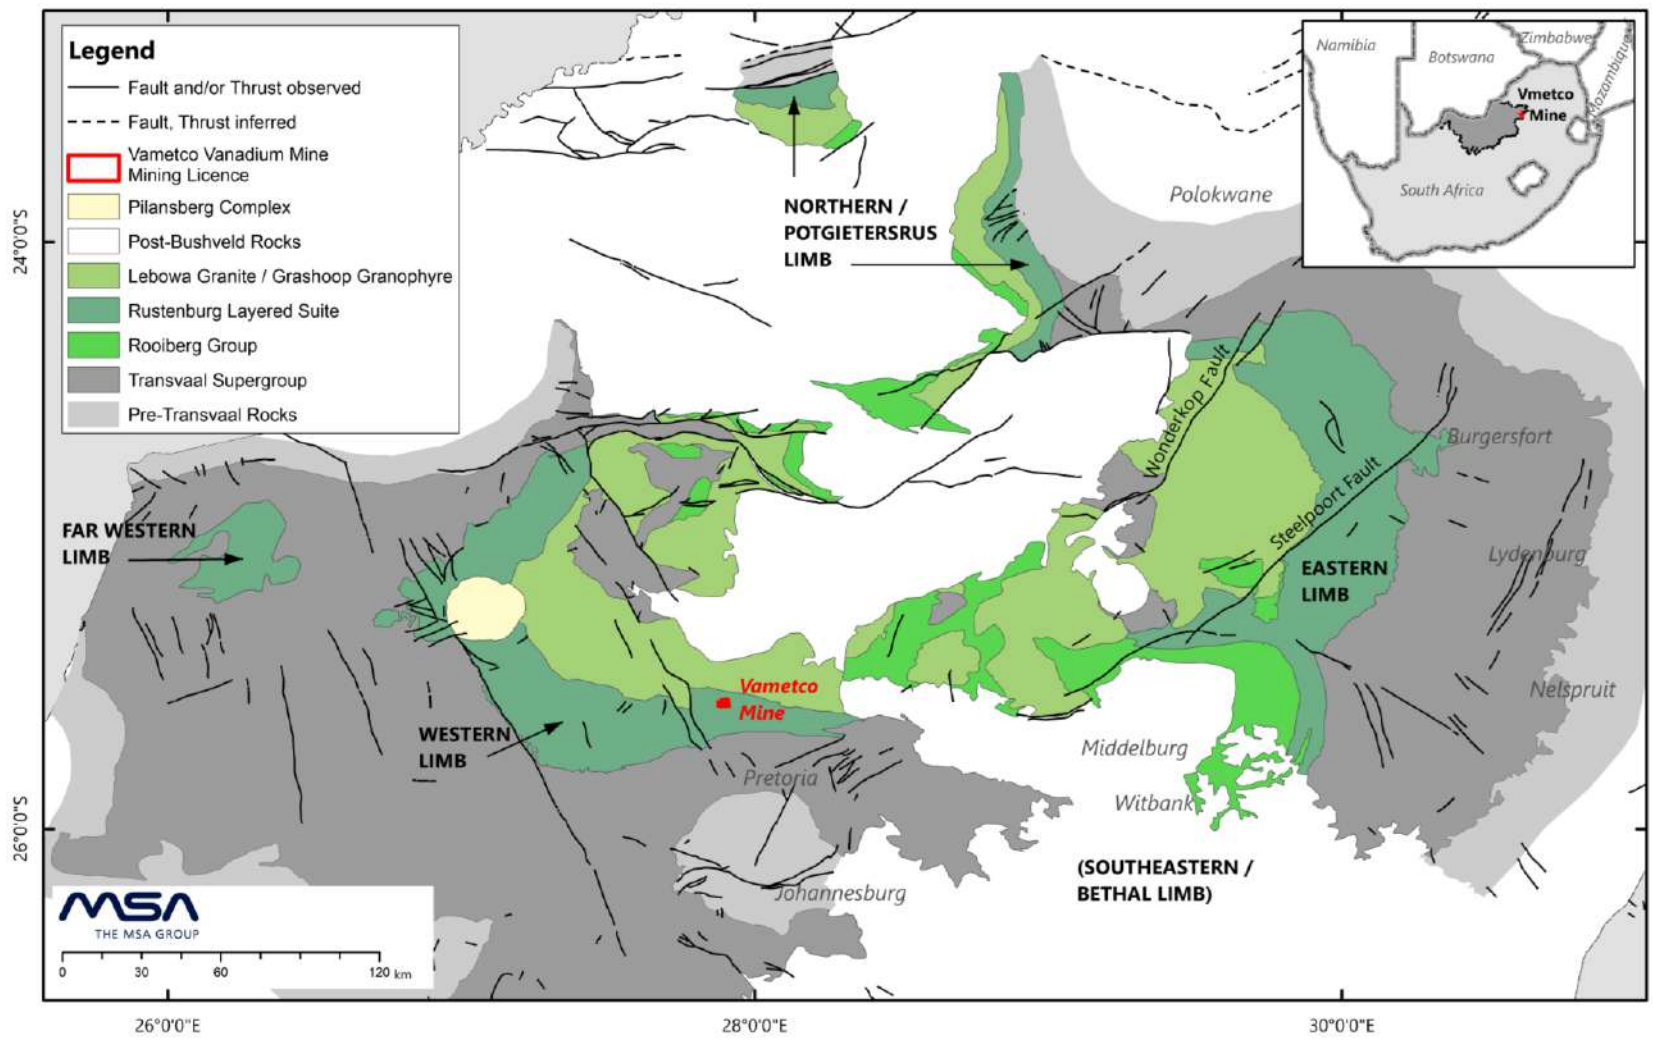 Legend
Fault and/or Thrust observed
Fault, Thrust inferred
Vametco Vanadium Mine
Mining Licence
Pilansberg Complex
Post-Bushveld Rocks
Lebowa Granite / Grashoop Granophyre
Rustenburg Layered Suite
Rooiberg Group
Transvaal Supergroup
Pre-Transvaal Rocks
Namibia
Botswana
Zimbabwe
Mozambique
Vmetco
Mine
South Africa
24°0'0"S
26°0'0"S
NORTHERN /
POTGIETERSRUS
LIMB
Polokwane
Wonderkop Fault
Steelpoort Fault
Burgersfort
Lydenburg
Nelspruit
FAR WESTERN
LIMB
EASTERN
LIMB
Vametco
Mine
WESTERN
LIMB
Pretoria
Middelburg
Witbank
Johannesburg
(SOUTHEASTERN /
BETHAL LIMB)
MSA
THE MSA GROUP
0 30 60 120 km
26°0'0"E 28°0'0"E 30°0'0"E